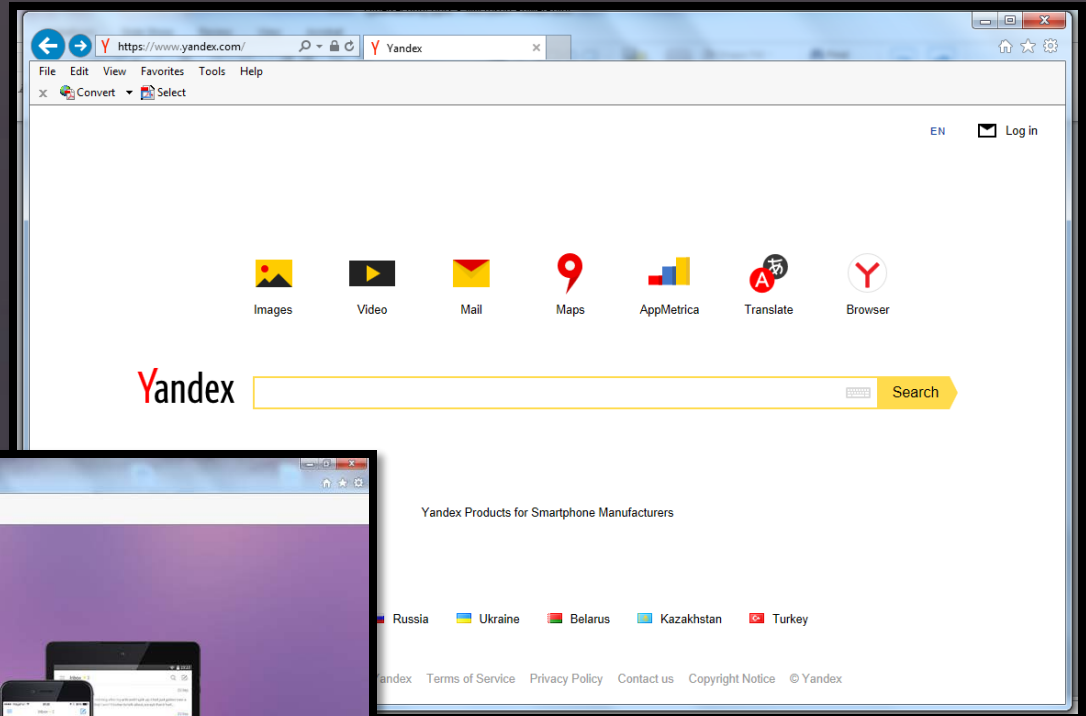 https://www.yandex.com/
Yandex
File Edit View Favorites Tools Help
Convert Select
EN Log in
Images Video Mail Maps AppMetrica Translate Browser
Yandex Search
Yandex Products for Smartphone Manufacturers
Russia Ukraine Belarus Kazakhstan Turkey
Terms of Service Privacy Policy Contact us Copyright Notice © Yandex